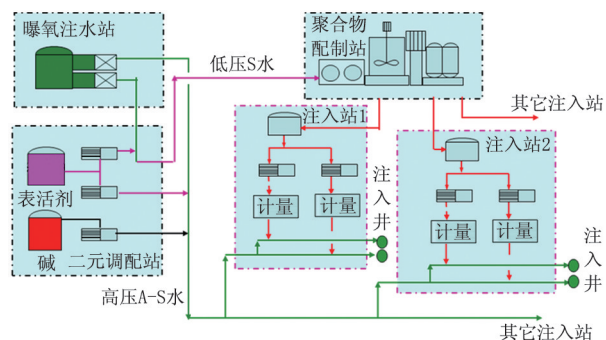 曝氧注水站
低压S水
聚合物
配制站
其它注入站
注入站1
注入站2
表活剂
碱
二元调配站
计量
计量
注
入
井
计量
计量
注
入
井
高压A-S水
其它注入站